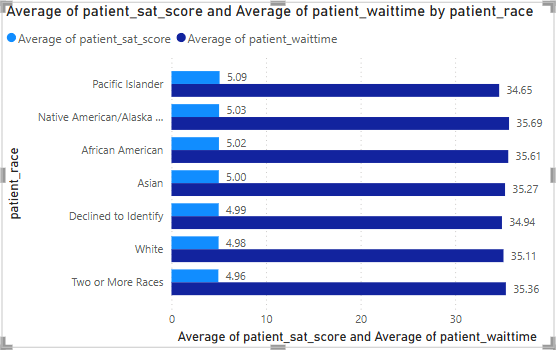 Average of patient_sat_score and Average of patient_waittime by patient_race
Average of patient_sat_score Average of patient_waittime
patient_race
Pacific Islander 5.09 34.65
Native American/Alaska ... 5.03 35.69
African American 5.02 35.61
Asian 5.00 35.27
Declined to Identify 4.99 34.94
White 4.98 35.11
Two or More Races 4.96 35.36
0 10 20 30
Average of patient_sat_score and Average of patient_waittime